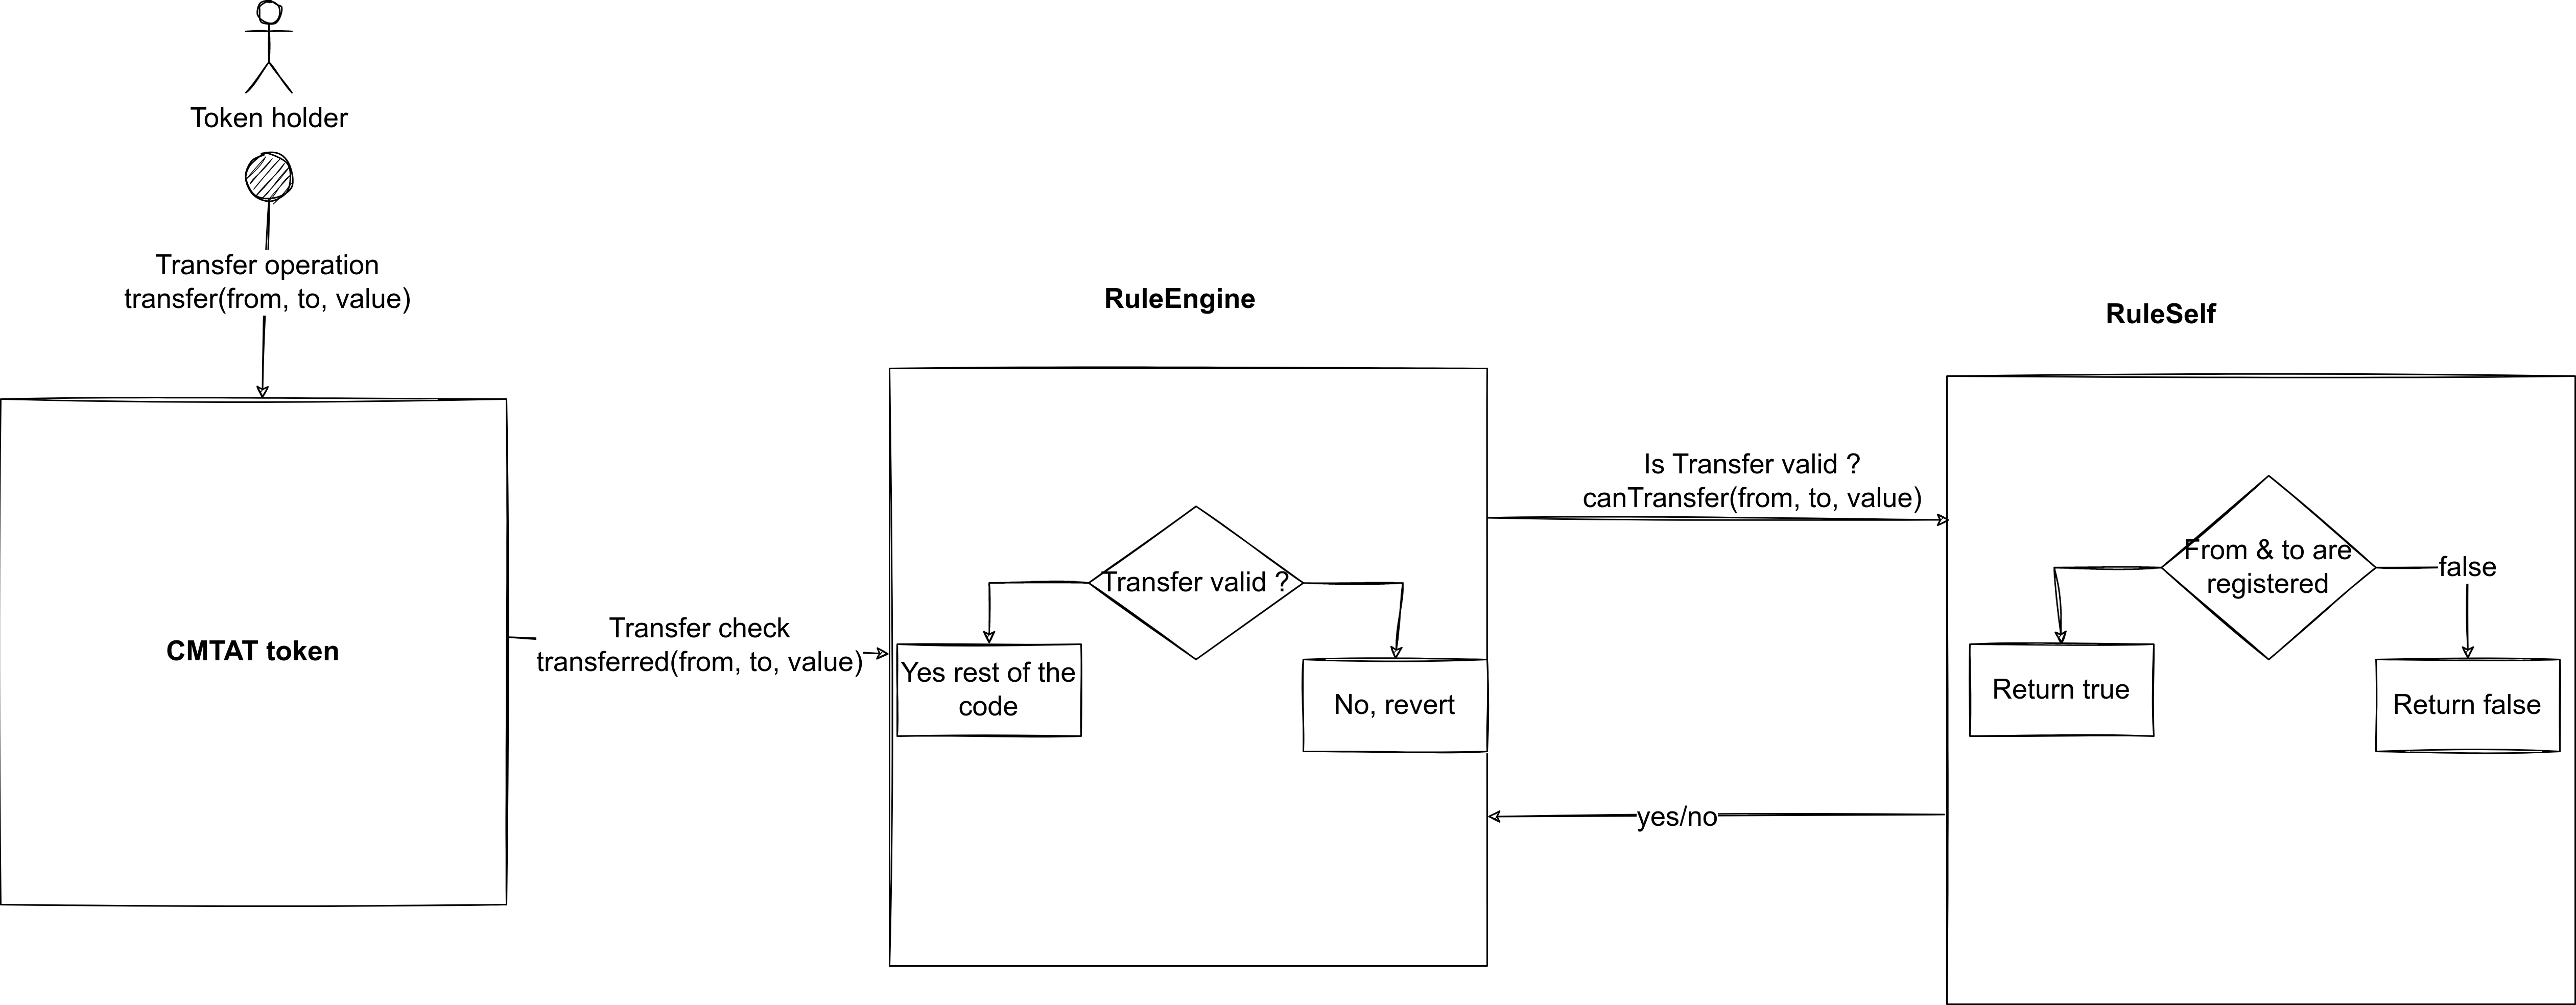 Token holder
Transfer operation
transfer(from, to, value)
RuleEngine
RuleSelf
CMTAT token
Transfer check
transferred(from, to, value)
Transfer valid ?
Yes rest of the
code
No, revert
Is Transfer valid ?
canTransfer(from, to, value)
yes/no
From & to are
registered
false
Return true
Return false